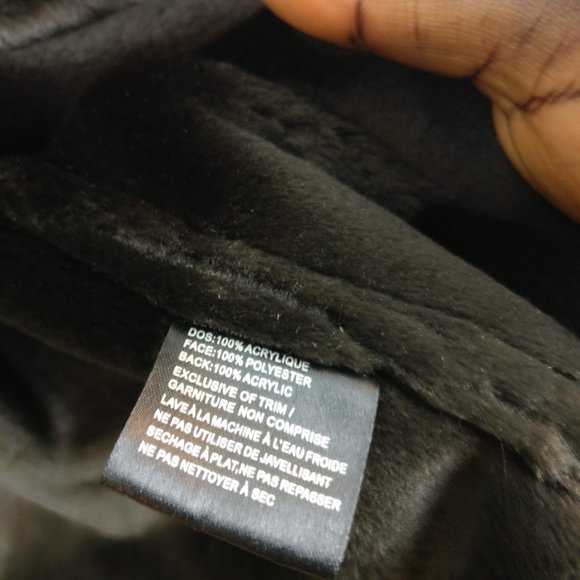 DOS:100% ACRYLIQUE
FACE:100% POLYESTER
BACK:100% ACRYLIC
EXCLUSIVE OF TRIM /
GARNITURE NON COMPRISE
LAVE À LA MACHINE À L'EAU FROIDE
NE PAS UTILISER DE JAVELLISANT
SECHAGE À PLAT.NE PAS REPASSER
NE PAS NETTOYER À SEC